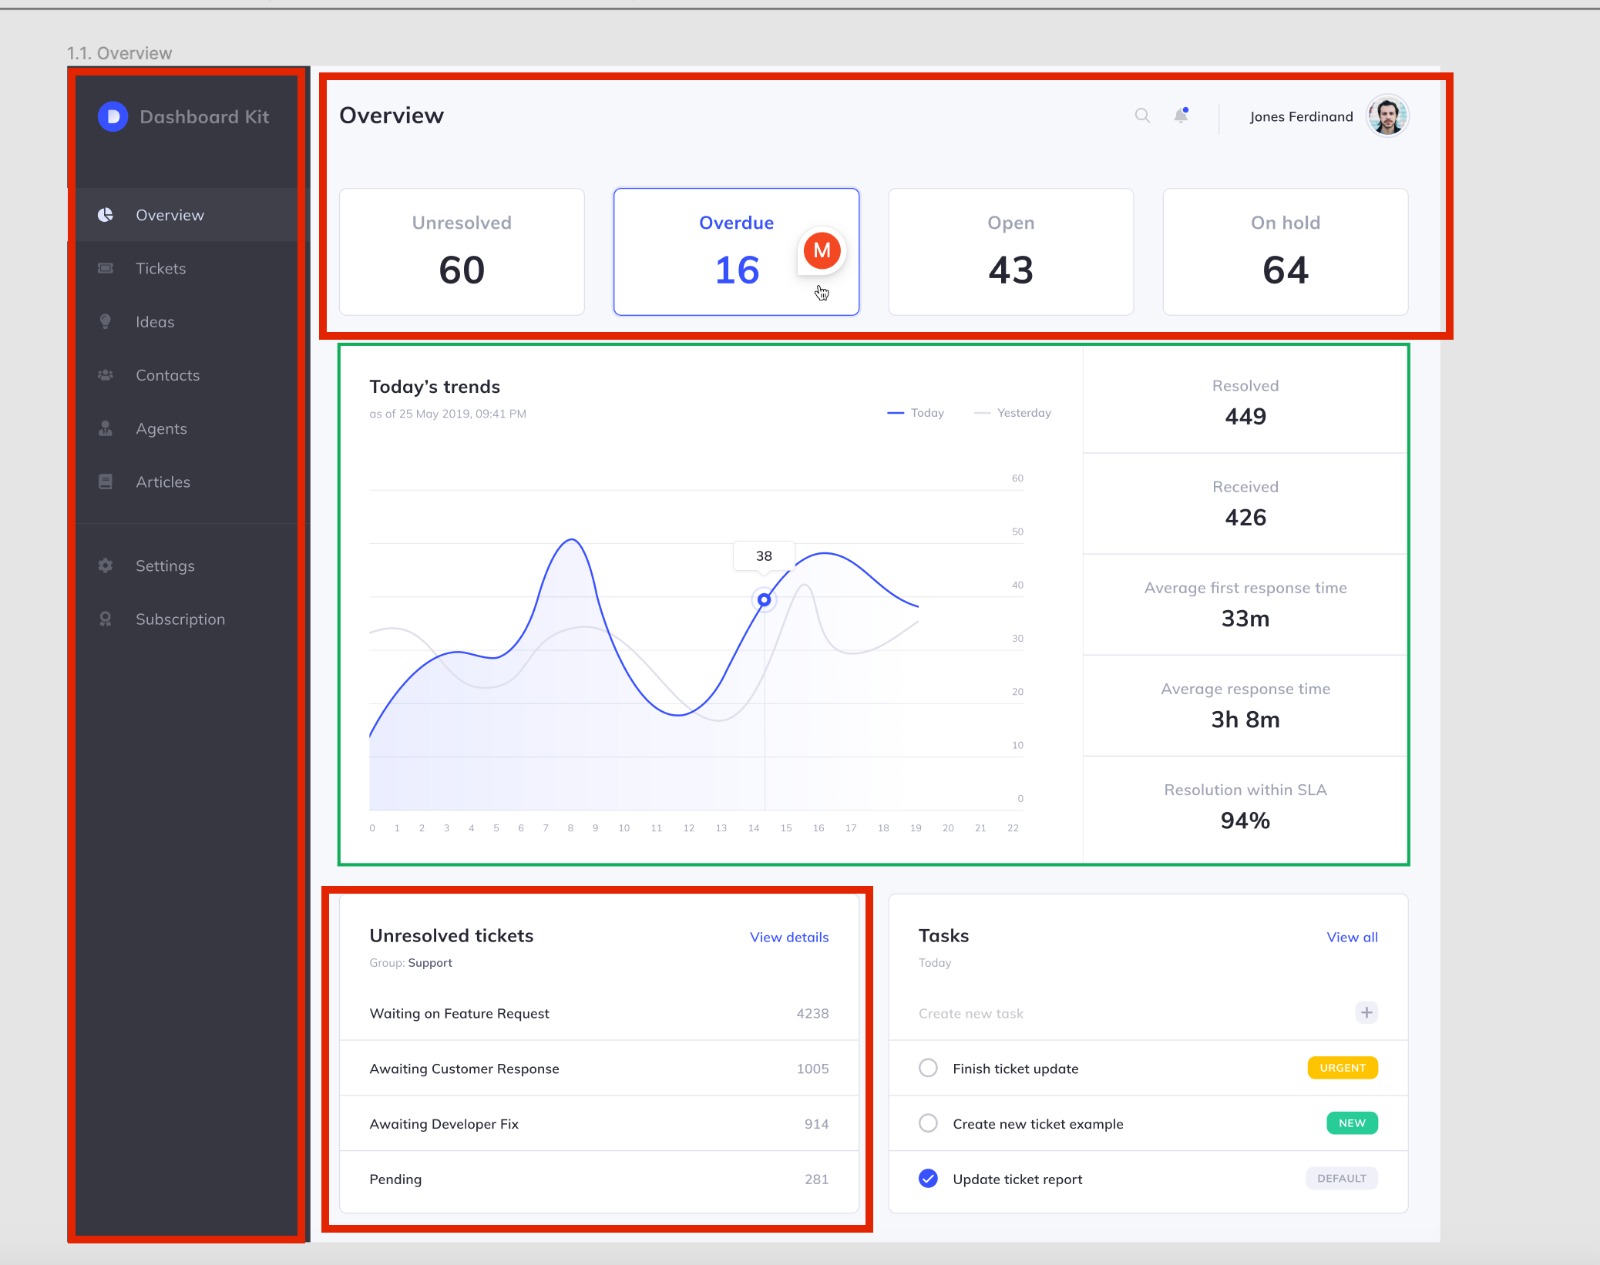 1.1. Overview
Dashboard Kit
Overview
Tickets
Ideas
Contacts
Agents
Articles
Settings
Subscription
Overview
Jones Ferdinand
Unresolved
60
Overdue
16
M
Open
43
On hold
64
Today's trends
as of 25 May 2019, 09:41 PM
Today
Yesterday
60
50
40
30
20
10
0
38
0 1 2 3 4 5 6 7 8 9 10 11 12 13 14 15 16 17 18 19 20 21 22
Resolved
449
Received
426
Average first response time
33m
Average response time
3h 8m
Resolution within SLA
94%
Unresolved tickets
View details
Group: Support
Waiting on Feature Request 4238
Awaiting Customer Response 1005
Awaiting Developer Fix 914
Pending 281
Tasks
View all
Today
Create new task
Finish ticket update URGENT
Create new ticket example NEW
Update ticket report DEFAULT